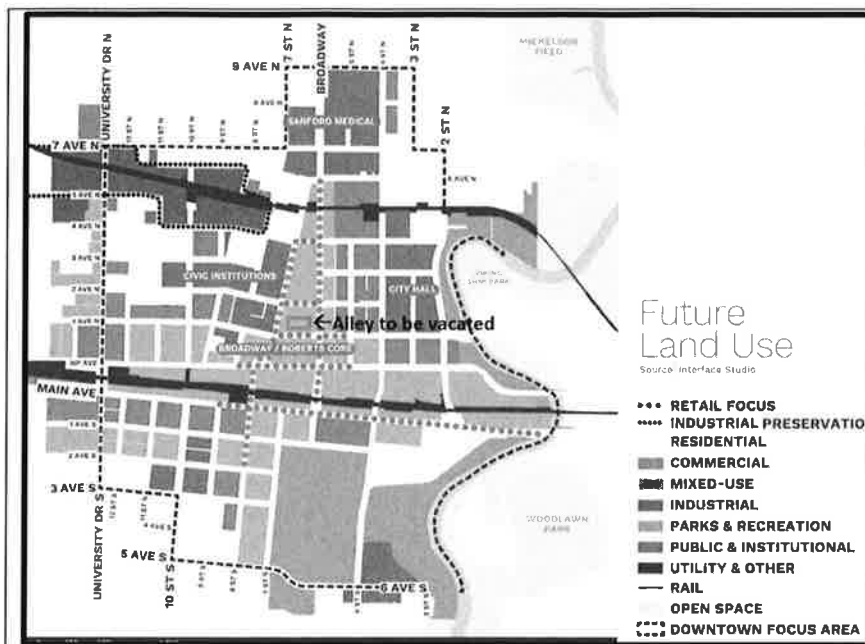 MICKELSON
FIELD
UNIVERSITY DR N
7 ST N
BROADWAY
3 ST N
9 AVE N
SANFORD MEDICAL
2 ST N
7 AVE N
CIVIC INSTITUTIONS
CITY HALL
←Alley to be vacated
BROADWAY / ROBERTS CORE
MAIN AVE
3 AVE S
5 AVE S
6 AVE S
UNIVERSITY DR S
10 ST S
WOODLAWN
PARK
Future
Land Use
Source: Interface Studio
RETAIL FOCUS
INDUSTRIAL PRESERVATIO
RESIDENTIAL
COMMERCIAL
MIXED-USE
INDUSTRIAL
PARKS & RECREATION
PUBLIC & INSTITUTIONAL
UTILITY & OTHER
RAIL
OPEN SPACE
DOWNTOWN FOCUS AREA